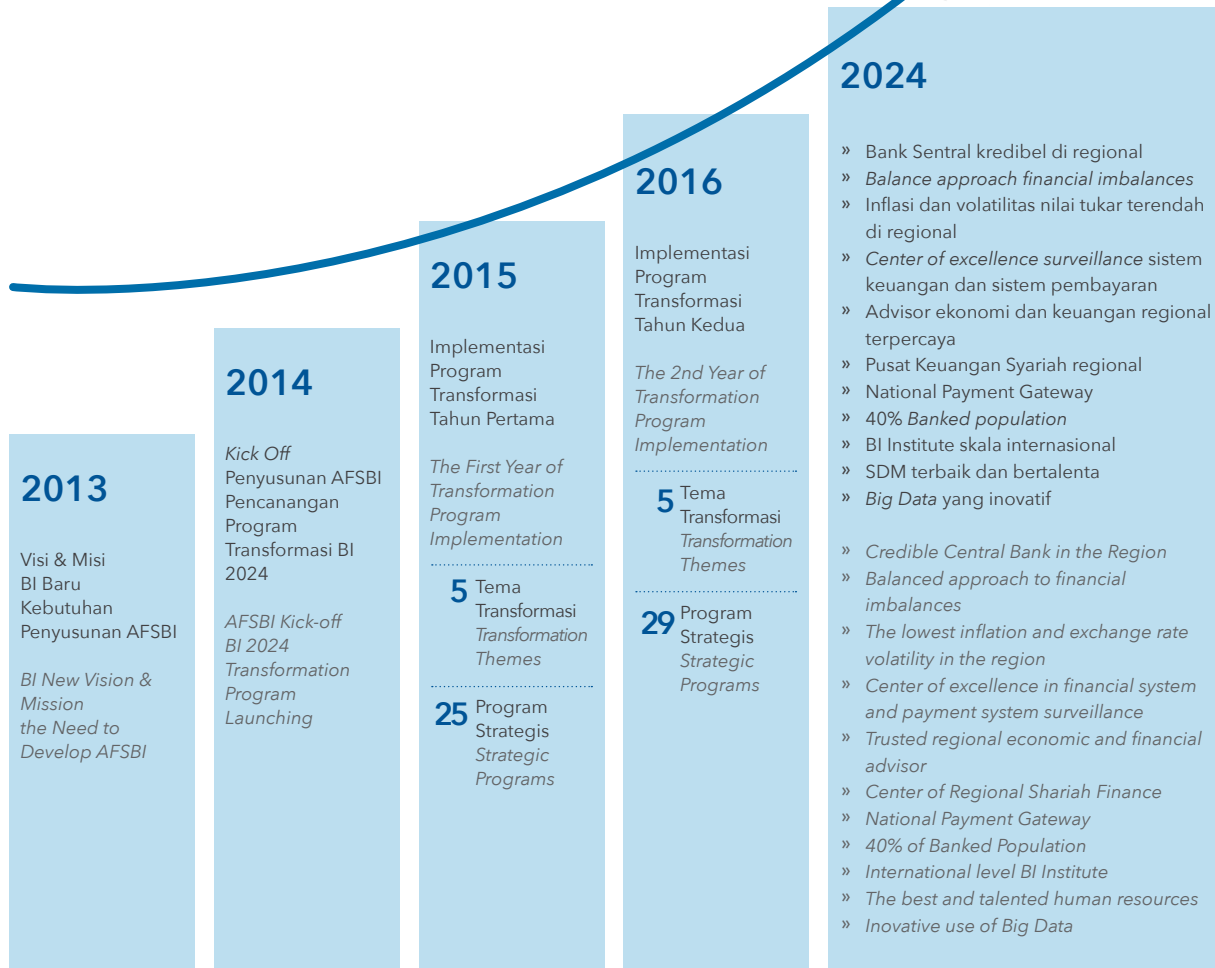 2013
Visi & Misi
BI Baru
Kebutuhan
Penyusunan AFSBI
BI New Vision &
Mission
the Need to
Develop AFSBI
2014
Kick Off
Penyusunan AFSBI
Pencanangan
Program
Transformasi BI
2024
AFSBI Kick-off
BI 2024
Transformation
Program
Launching
2015
Implementasi
Program
Transformasi
Tahun Pertama
The First Year of
Transformation
Program
Implementation
5 Tema
Transformasi
Transformation
Themes
25 Program
Strategis
Strategic
Programs
2016
Implementasi
Program
Transformasi
Tahun Kedua
The 2nd Year of
Transformation
Program
Implementation
5 Tema
Transformasi
Transformation
Themes
29 Program
Strategis
Strategic
Programs
2024
» Bank Sentral kredibel di regional
» Balance approach financial imbalances
» Inflasi dan volatilitas nilai tukar terendah
di regional
» Center of excellence surveillance sistem
keuangan dan sistem pembayaran
» Advisor ekonomi dan keuangan regional
terpercaya
» Pusat Keuangan Syariah regional
» National Payment Gateway
» 40% Banked population
» BI Institute skala internasional
» SDM terbaik dan bertalenta
» Big Data yang inovatif
» Credible Central Bank in the Region
» Balanced approach to financial
imbalances
» The lowest inflation and exchange rate
volatility in the region
» Center of excellence in financial system
and payment system surveillance
» Trusted regional economic and financial
advisor
» Center of Regional Shariah Finance
» National Payment Gateway
» 40% of Banked Population
» International level BI Institute
» The best and talented human resources
» Inovative use of Big Data